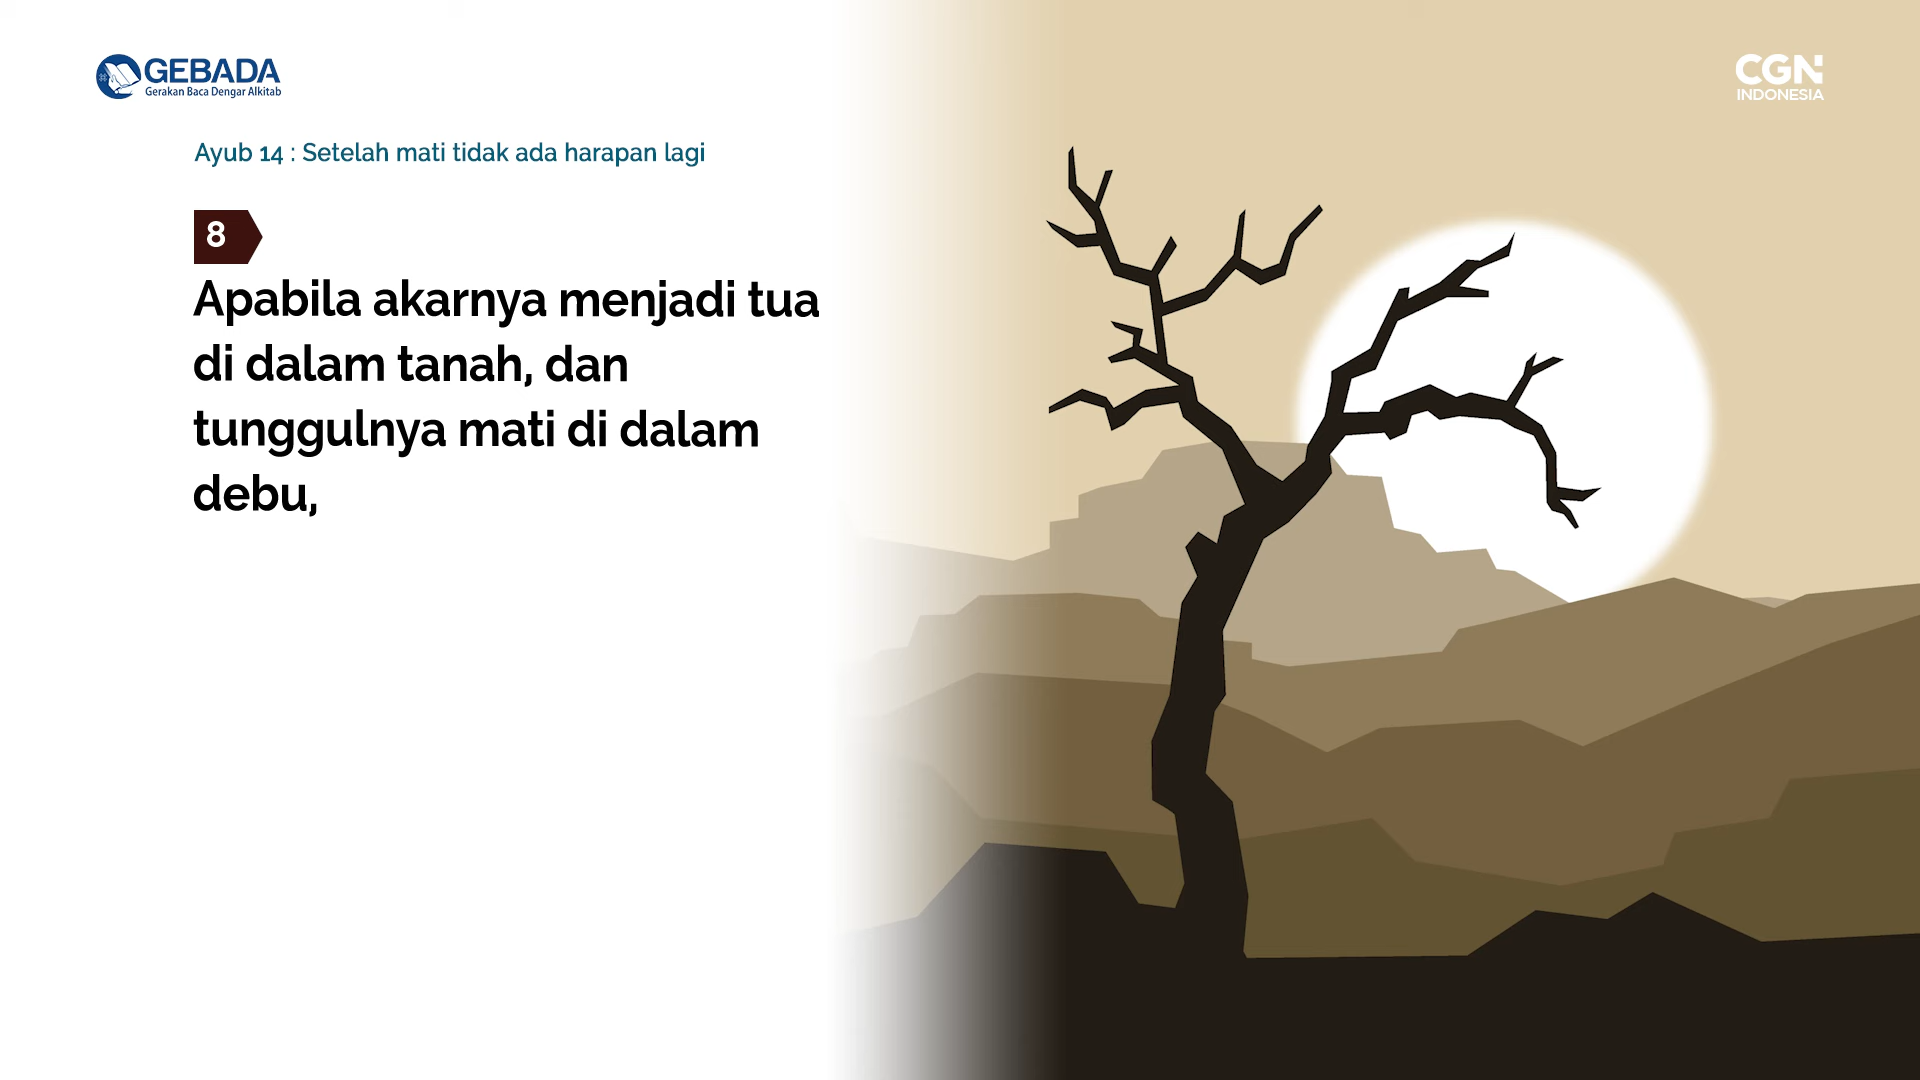 GEBADA
Gerakan Baca Dengar Alkitab
CGN
INDONESIA
Ayub 14 : Setelah mati tidak ada harapan lagi
8
Apabila akarnya menjadi tua
di dalam tanah, dan
tunggulnya mati di dalam
debu,